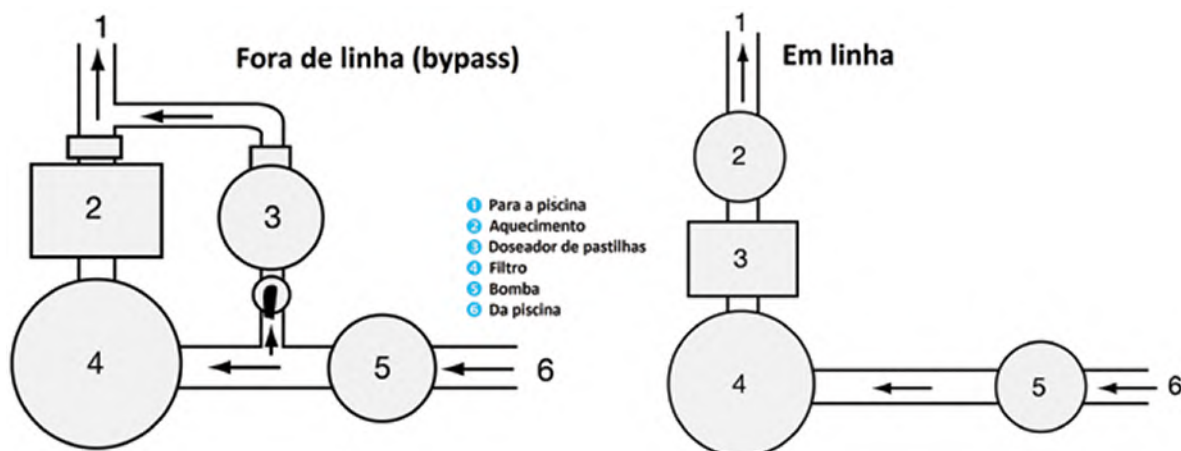 1
Fora de linha (bypass)
2
3
4
5
6
1 Para a piscina
2 Aquecimento
3 Doseador de pastilhas
4 Filtro
5 Bomba
6 Da piscina
1
Em linha
2
3
4
5
6